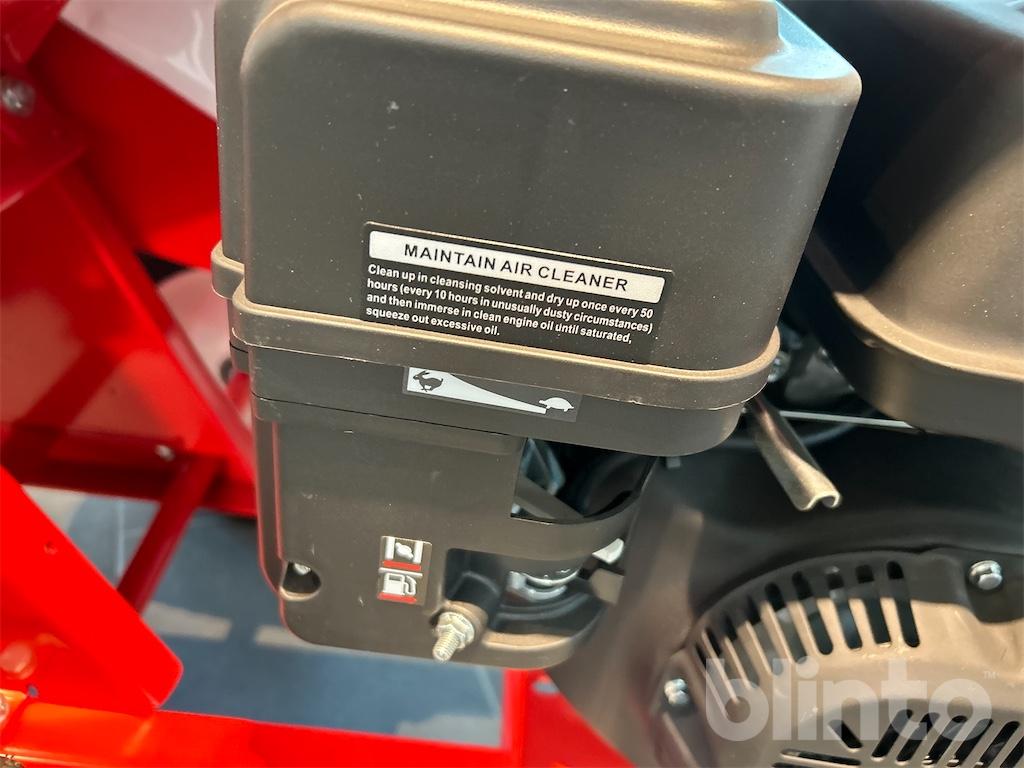 MAINTAIN AIR CLEANER
Clean up in cleansing solvent and dry up once every 50
hours (every 10 hours in unusually dusty circumstances)
and then immerse in clean engine oil until saturated,
squeeze out excessive oil.
blinto™